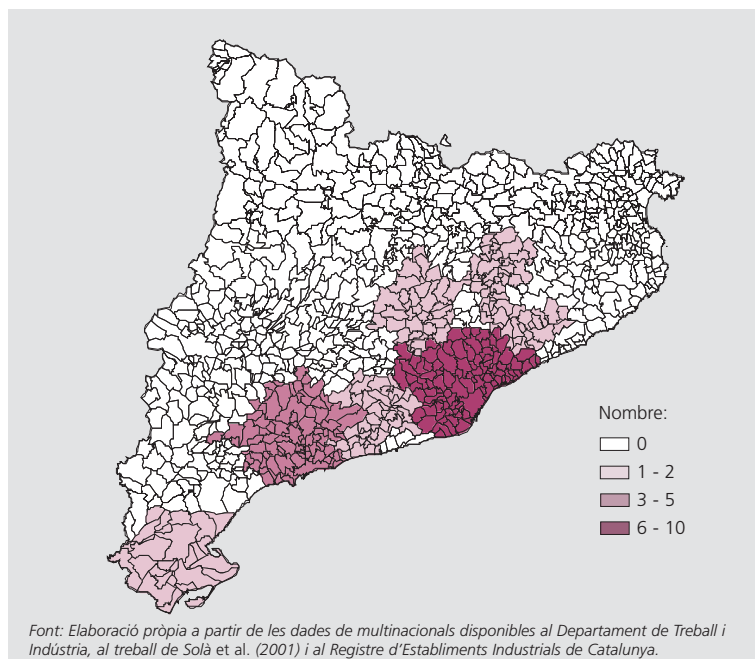 Nombre:
0
1 - 2
3 - 5
6 - 10
Font: Elaboració pròpia a partir de les dades de multinacionals disponibles al Departament de Treball i
Indústria, al treball de Solà et al. (2001) i al Registre d'Establiments Industrials de Catalunya.